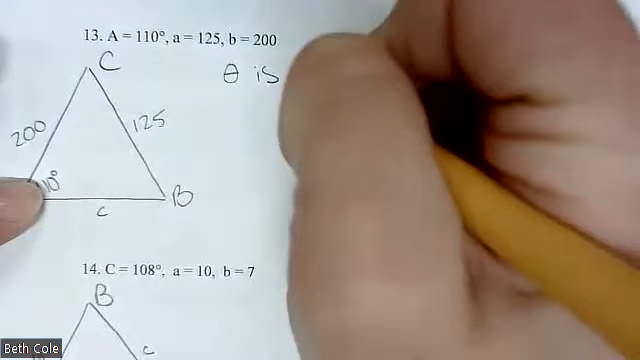 13. A = 110°, a = 125, b = 200
C
θ is
200
125
10°
B
c
14. C = 108°, a = 10, b = 7
B
c
Beth Cole